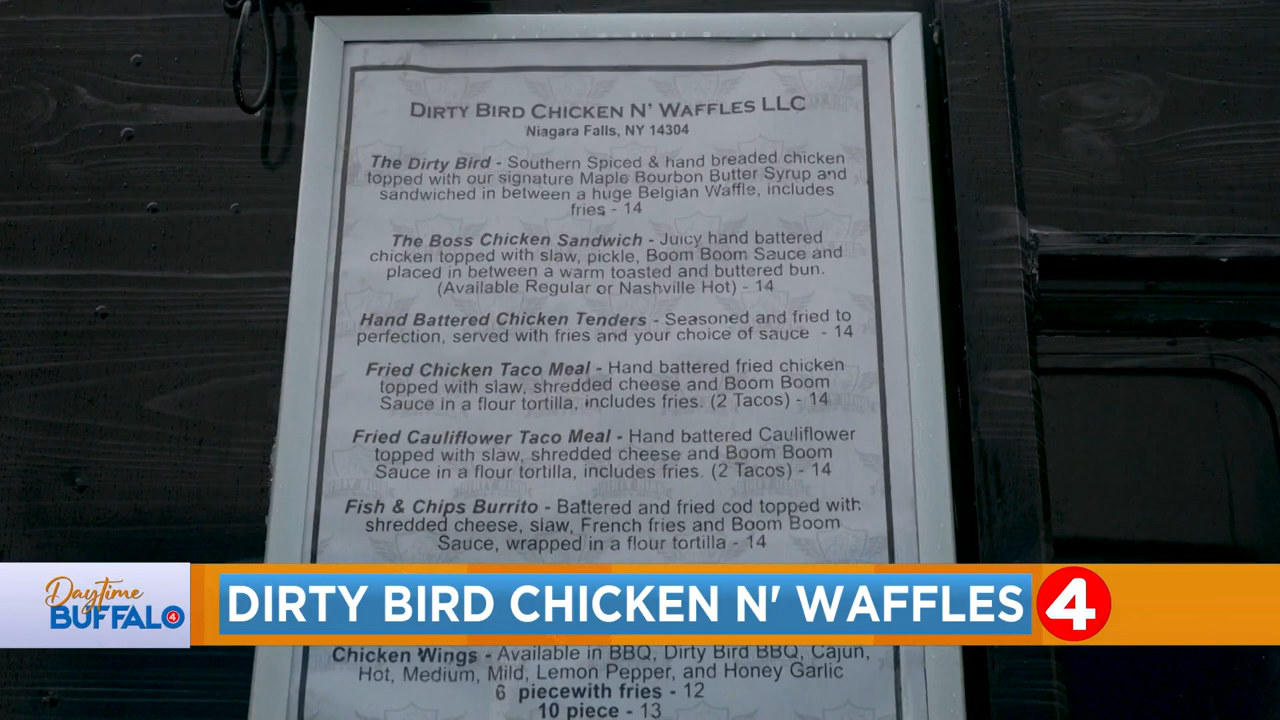 DIRTY BIRD CHICKEN N' WAFFLES LLC
Niagara Falls, NY 14304
The Dirty Bird - Southern Spiced & hand breaded chicken
topped with our signature Maple Bourbon Butter Syrup and
sandwiched in between a huge Belgian Waffle, includes
fries - 14
The Boss Chicken Sandwich - Juicy hand battered
chicken topped with slaw, pickle, Boom Boom Sauce and
placed in between a warm toasted and buttered bun.
(Available Regular or Nashville Hot) - 14
Hand Battered Chicken Tenders - Seasoned and fried to
perfection, served with fries and your choice of sauce - 14
Fried Chicken Taco Meal - Hand battered fried chicken
topped with slaw, shredded cheese and Boom Boom
Sauce in a flour tortilla, includes fries. (2 Tacos) - 14
Fried Cauliflower Taco Meal - Hand battered Cauliflower
topped with slaw, shredded cheese and Boom Boom
Sauce in a flour tortilla, includes fries. (2 Tacos) - 14
Fish & Chips Burrito - Battered and fried cod topped with
shredded cheese, slaw, French fries and Boom Boom
Sauce, wrapped in a flour tortilla - 14
Daytime
BUFFALO 4
DIRTY BIRD CHICKEN N' WAFFLES 4
Chicken Wings - Available in BBQ, Dirty Bird BBQ, Cajun,
Hot, Medium, Mild, Lemon Pepper, and Honey Garlic
6 piecewith fries - 12
10 piece - 13